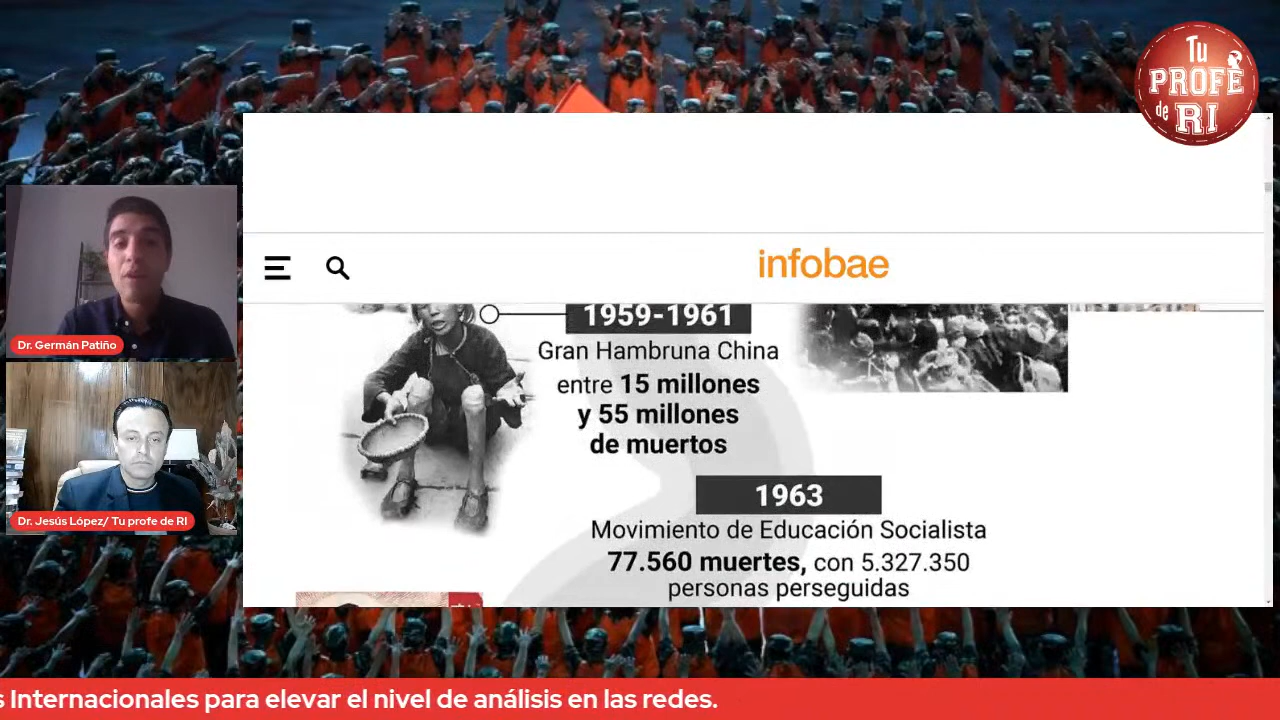 Tu
PROFE
de RI
infobae
1959-1961
Gran Hambruna China
entre 15 millones
y 55 millones
de muertos
1963
Movimiento de Educación Socialista
77.560 muertes, con 5.327.350
personas perseguidas
Dr. Germán Patiño
Dr. Jesús López/ Tu profe de RI
s Internacionales para elevar el nivel de análisis en las redes.